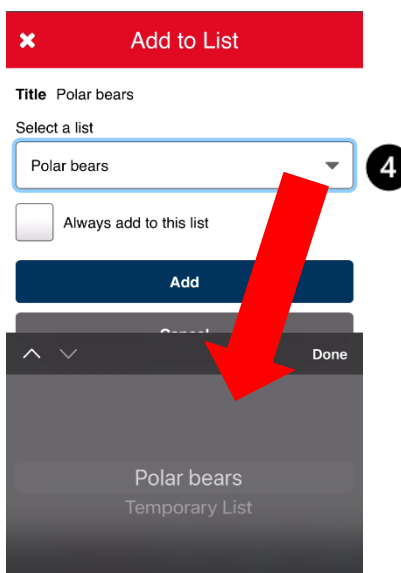 Add to List
Title Polar bears
Select a list
Polar bears
4
Always add to this list
Add
Cancel
Done
Polar bears
Temporary List